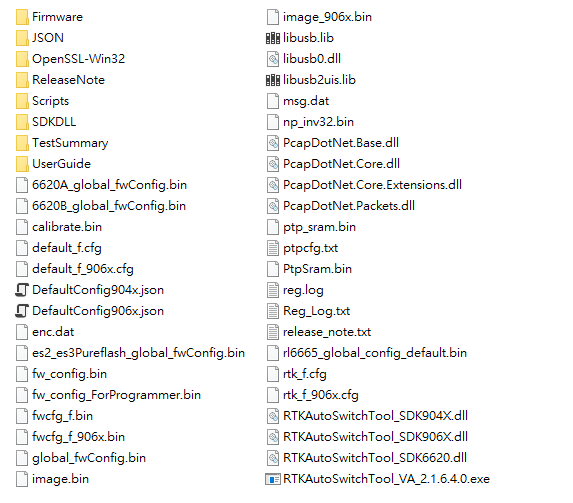 Firmware
JSON
OpenSSL-Win32
ReleaseNote
Scripts
SDKDLL
TestSummary
UserGuide
6620A_global_fwConfig.bin
6620B_global_fwConfig.bin
calibrate.bin
default_f.cfg
default_f_906x.cfg
DefaultConfig904x.json
DefaultConfig906x.json
enc.dat
es2_es3Pureflash_global_fwConfig.bin
fw_config.bin
fw_config_ForProgrammer.bin
fwcfg_f.bin
fwcfg_f_906x.bin
global_fwConfig.bin
image.bin
image_906x.bin
libusb.lib
libusb0.dll
libusb2uis.lib
msg.dat
np_inv32.bin
PcapDotNet.Base.dll
PcapDotNet.Core.dll
PcapDotNet.Core.Extensions.dll
PcapDotNet.Packets.dll
ptp_sram.bin
ptpcfg.txt
PtpSram.bin
reg.log
Reg_Log.txt
release_note.txt
rl6665_global_config_default.bin
rtk_f.cfg
rtk_f_906x.cfg
RTKAutoSwitchTool_SDK904X.dll
RTKAutoSwitchTool_SDK906X.dll
RTKAutoSwitchTool_SDK6620.dll
RTKAutoSwitchTool_VA_2.1.6.4.0.exe